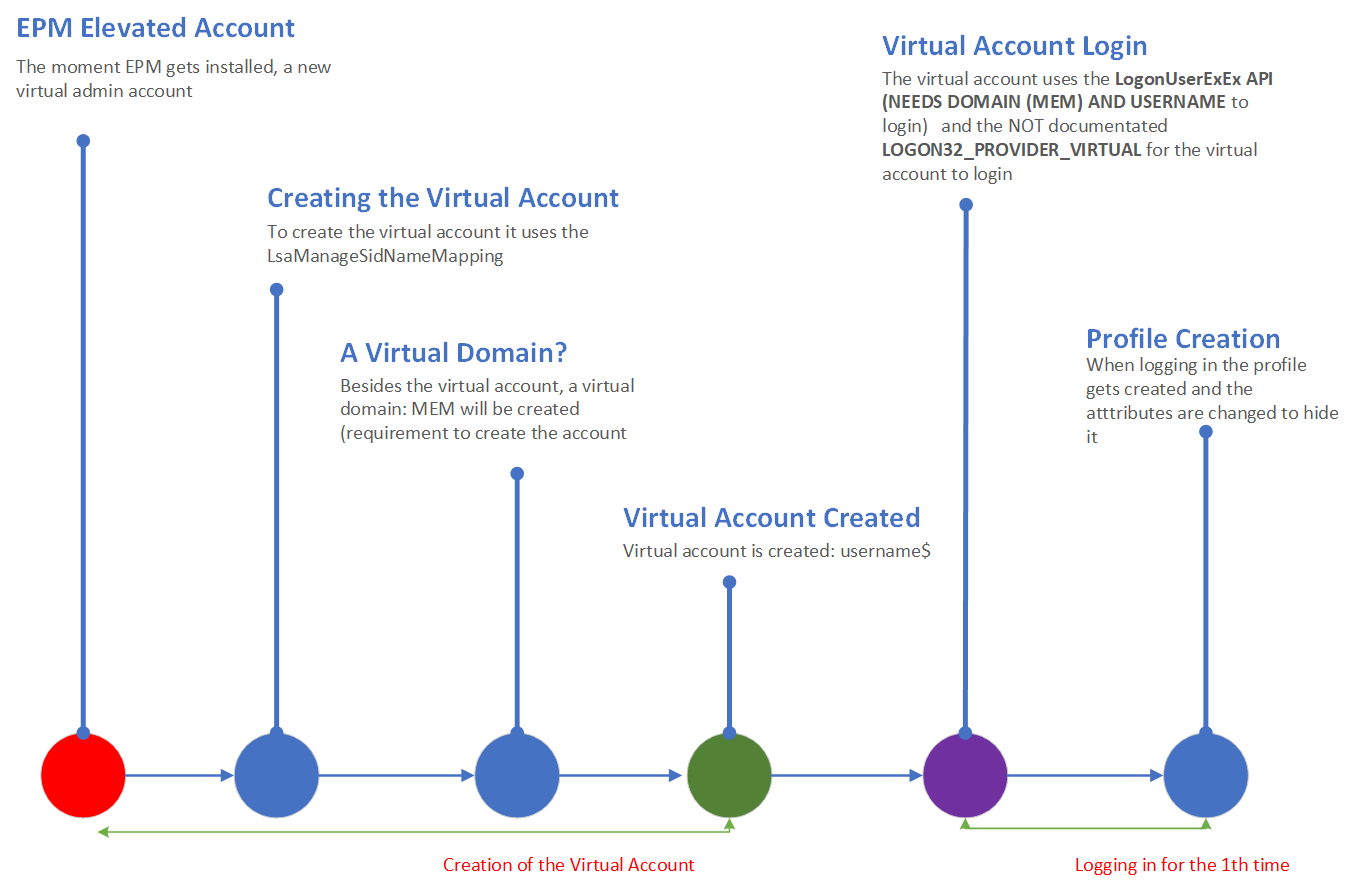 EPM Elevated Account
The moment EPM gets installed, a new
virtual admin account
Creating the Virtual Account
To create the virtual account it uses the
LsaManageSidNameMapping
A Virtual Domain?
Besides the virtual account, a virtual
domain: MEM will be created
(requirement to create the account
Virtual Account Created
Virtual account is created: username$
Virtual Account Login
The virtual account uses the LogonUserExEx API
(NEEDS DOMAIN (MEM) AND USERNAME to
login)   and the NOT documentated
LOGON32_PROVIDER_VIRTUAL for the virtual
account to login
Profile Creation
When logging in the profile
gets created and the
atttributes are changed to hide
it
Creation of the Virtual Account
Logging in for the 1th time